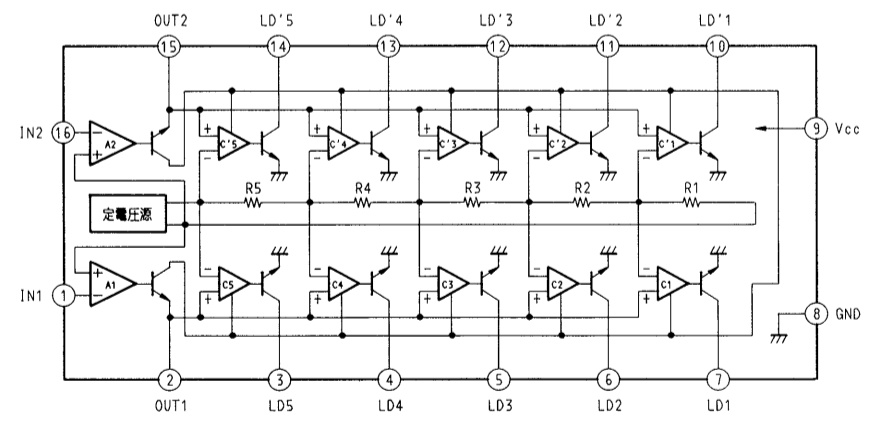 OUT2 LD'5 LD'4 LD'3 LD'2 LD'1
15 14 13 12 11 10
IN2 16 − + A2 + − C'5 + − C'4 + − C'3 + − C'2 + − C'1 9 Vcc
R5 R4 R3 R2 R1
定電圧源
IN1 1 + − A1 − + C5 − + C4 − + C3 − + C2 − + C1 8 GND
2 3 4 5 6 7
OUT1 LD5 LD4 LD3 LD2 LD1